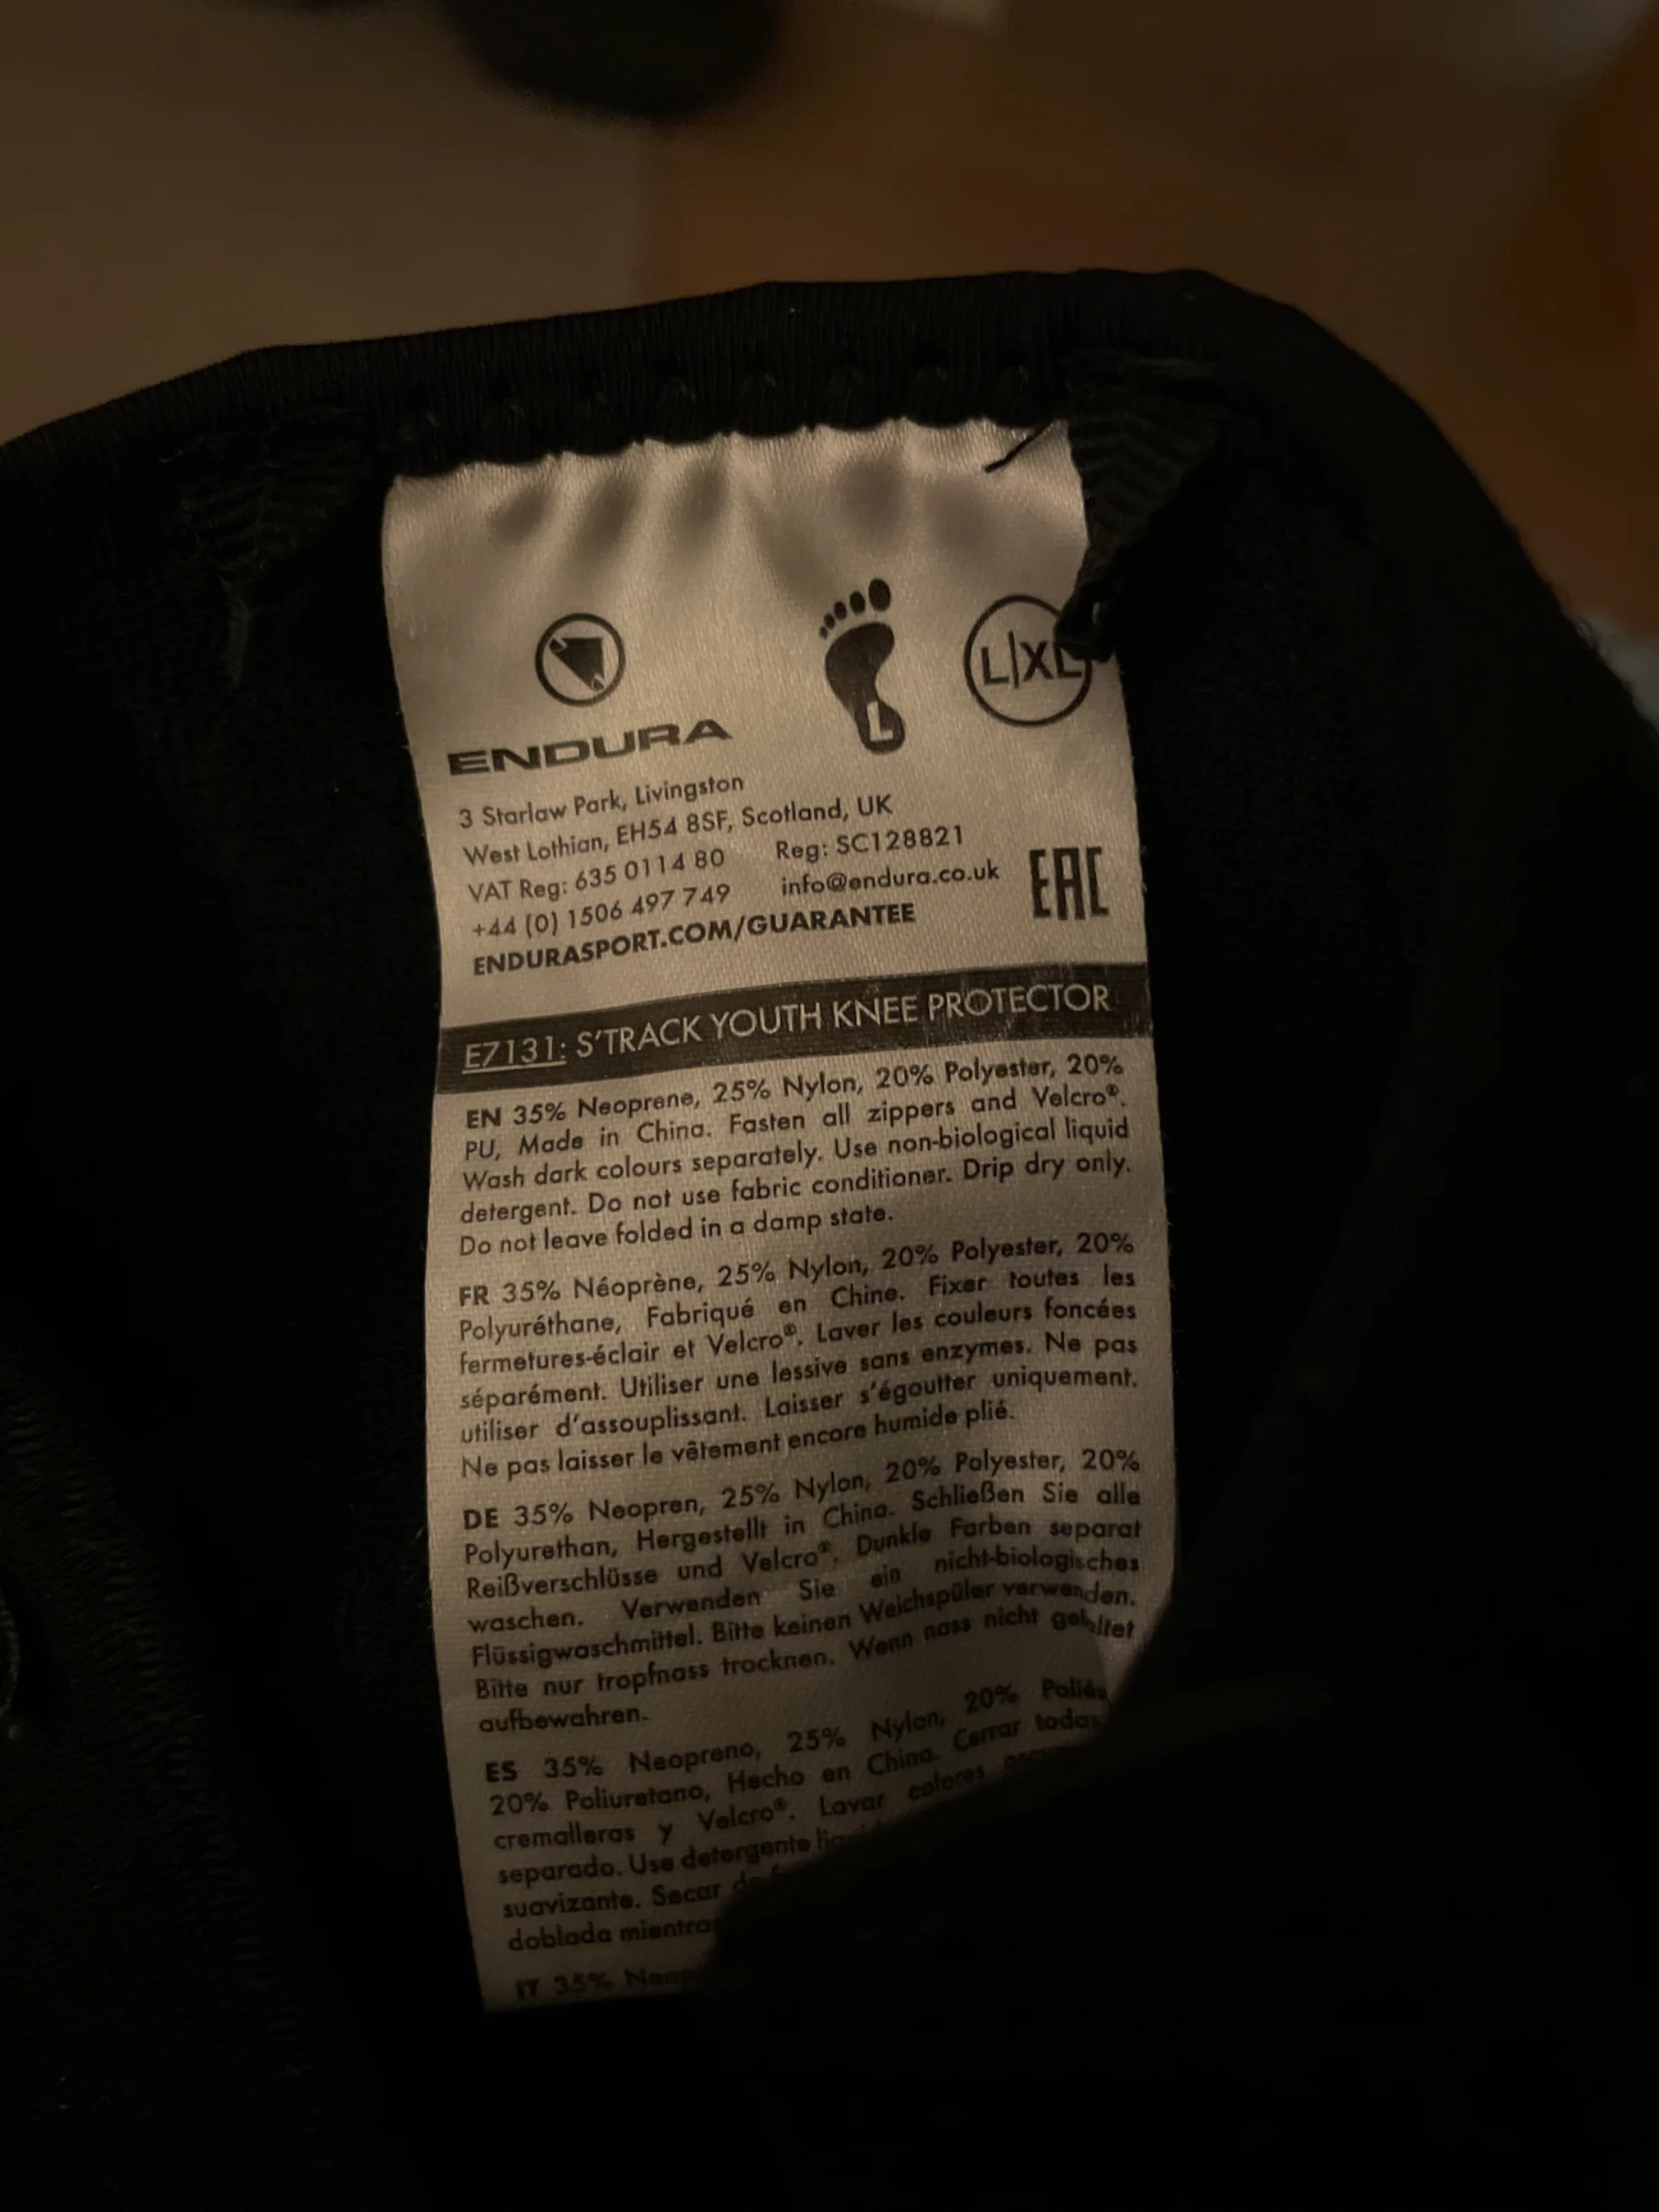 L
L|XL
ENDURA
3 Starlaw Park, Livingston
West Lothian, EH54 8SF, Scotland, UK
VAT Reg: 635 0114 80 Reg: SC128821
+44 (0) 1506 497 749 info@endura.co.uk
ENDURASPORT.COM/GUARANTEE
EAC
E7131: S'TRACK YOUTH KNEE PROTECTOR
EN 35% Neoprene, 25% Nylon, 20% Polyester, 20%
PU, Made in China. Fasten all zippers and Velcro®.
Wash dark colours separately. Use non-biological liquid
detergent. Do not use fabric conditioner. Drip dry only.
Do not leave folded in a damp state.
FR 35% Néoprène, 25% Nylon, 20% Polyester, 20%
Polyuréthane, Fabriqué en Chine. Fixer toutes les
fermetures-éclair et Velcro®. Laver les couleurs foncées
séparément. Utiliser une lessive sans enzymes. Ne pas
utiliser d'assouplissant. Laisser s'égoutter uniquement.
Ne pas laisser le vêtement encore humide plié.
DE 35% Neopren, 25% Nylon, 20% Polyester, 20%
Polyurethan, Hergestellt in China. Schließen Sie alle
Reißverschlüsse und Velcro®. Dunkle Farben separat
waschen. Verwenden Sie ein nicht-biologisches
Flüssigwaschmittel. Bitte keinen Weichspüler verwenden.
Bitte nur tropfnass trocknen. Wenn nass nicht gefaltet
aufbewahren.
ES 35% Neopreno, 25% Nylon, 20%
20% Poliuretano, Hecho en China. Cerrar
cremalleras y Velcro®. Lavar colores
separado. Use detergente
suavizante. Secar
doblada
IT 35%